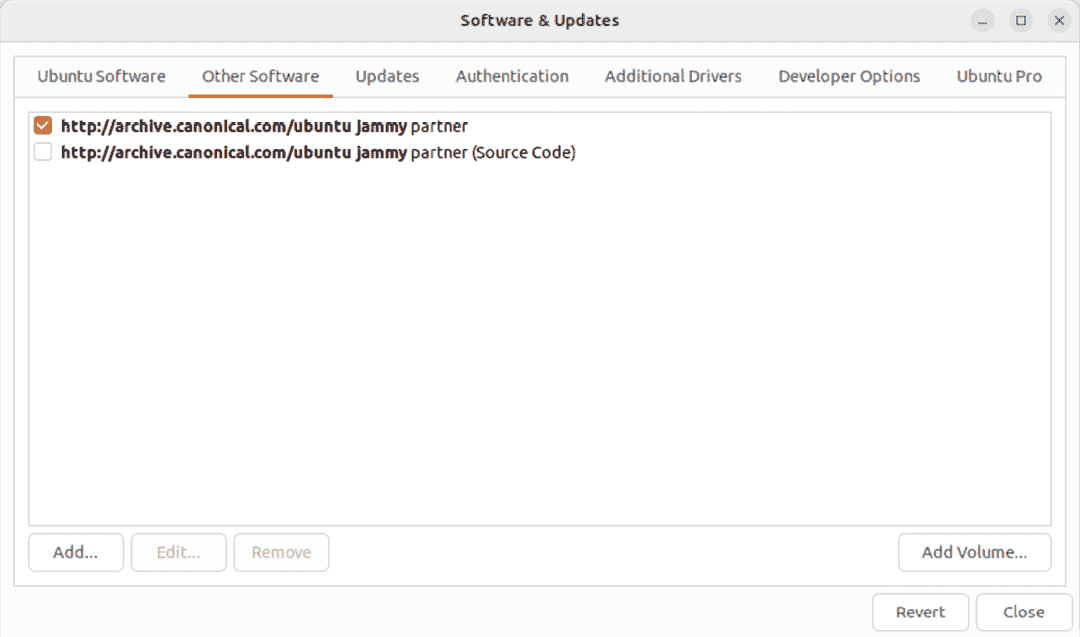 Software & Updates
Ubuntu Software Other Software Updates Authentication Additional Drivers Developer Options Ubuntu Pro
http://archive.canonical.com/ubuntu jammy partner
http://archive.canonical.com/ubuntu jammy partner (Source Code)
Add... Edit... Remove Add Volume...
Revert Close